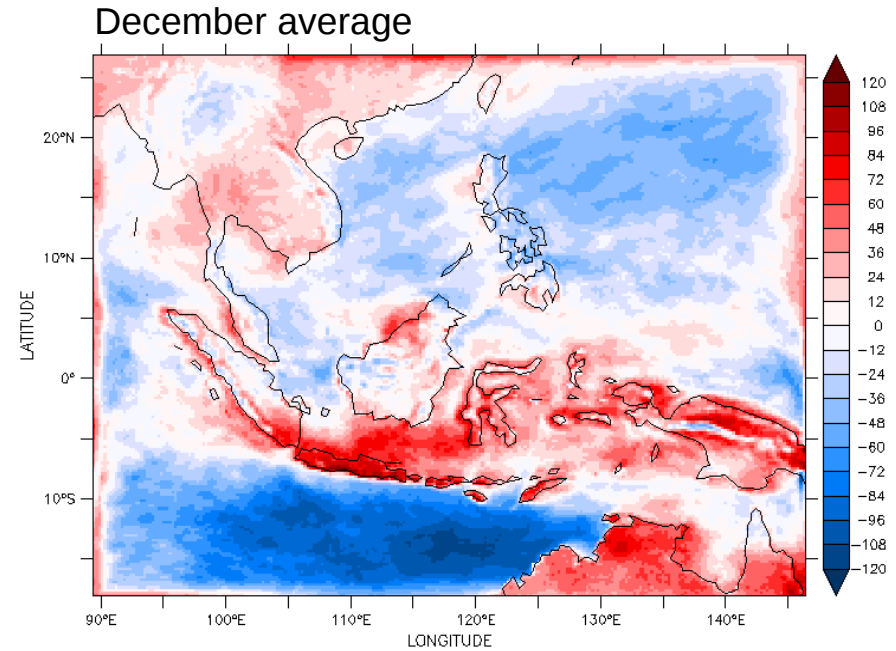 December average
20°N
10°N
0°
10°S
LATITUDE
90°E
100°E
110°E
120°E
130°E
140°E
LONGITUDE
120
108
96
84
72
60
48
36
24
12
0
−12
−24
−36
−48
−60
−72
−84
−96
−108
−120